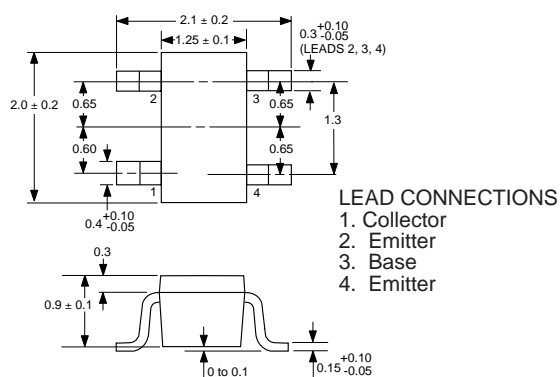 2.1 ± 0.2
1.25 ± 0.1
0.3 +0.10 -0.05
(LEADS 2, 3, 4)
2
3
0.65
0.65
2.0 ± 0.2
1.3
0.60
0.65
1
4
0.4 +0.10 -0.05
LEAD CONNECTIONS
1. Collector
2. Emitter
3. Base
4. Emitter
0.3
0.9 ± 0.1
0 to 0.1
0.15 +0.10 -0.05